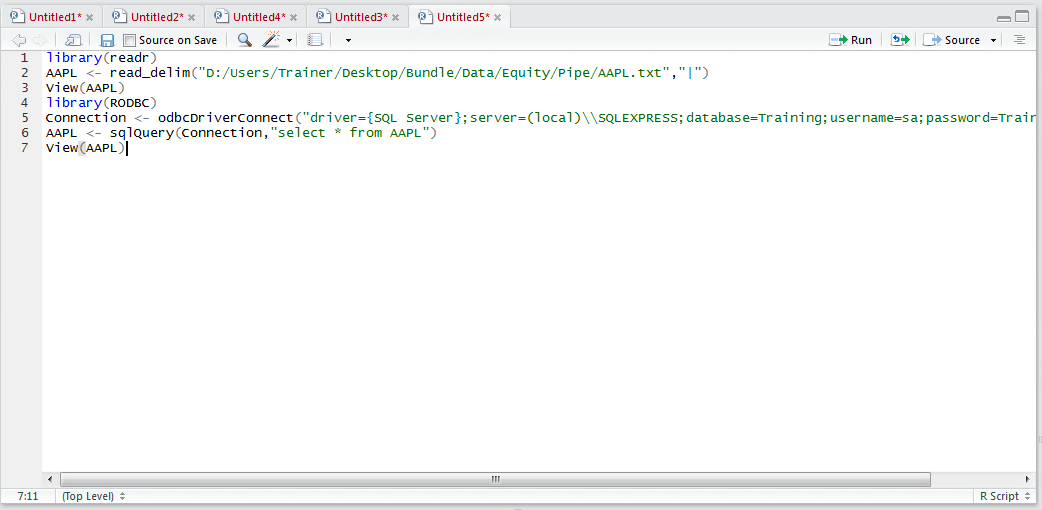 Untitled1* Untitled2* Untitled4* Untitled3* Untitled5*
Source on Save Run Source
1 library(readr)
2 AAPL <- read_delim("D:/Users/Trainer/Desktop/Bundle/Data/Equity/Pipe/AAPL.txt","|")
3 View(AAPL)
4 library(RODBC)
5 Connection <- odbcDriverConnect("driver={SQL Server};server=(local)\\SQLEXPRESS;database=Training;username=sa;password=Train
6 AAPL <- sqlQuery(Connection,"select * from AAPL")
7 View(AAPL)
7:11 (Top Level) R Script